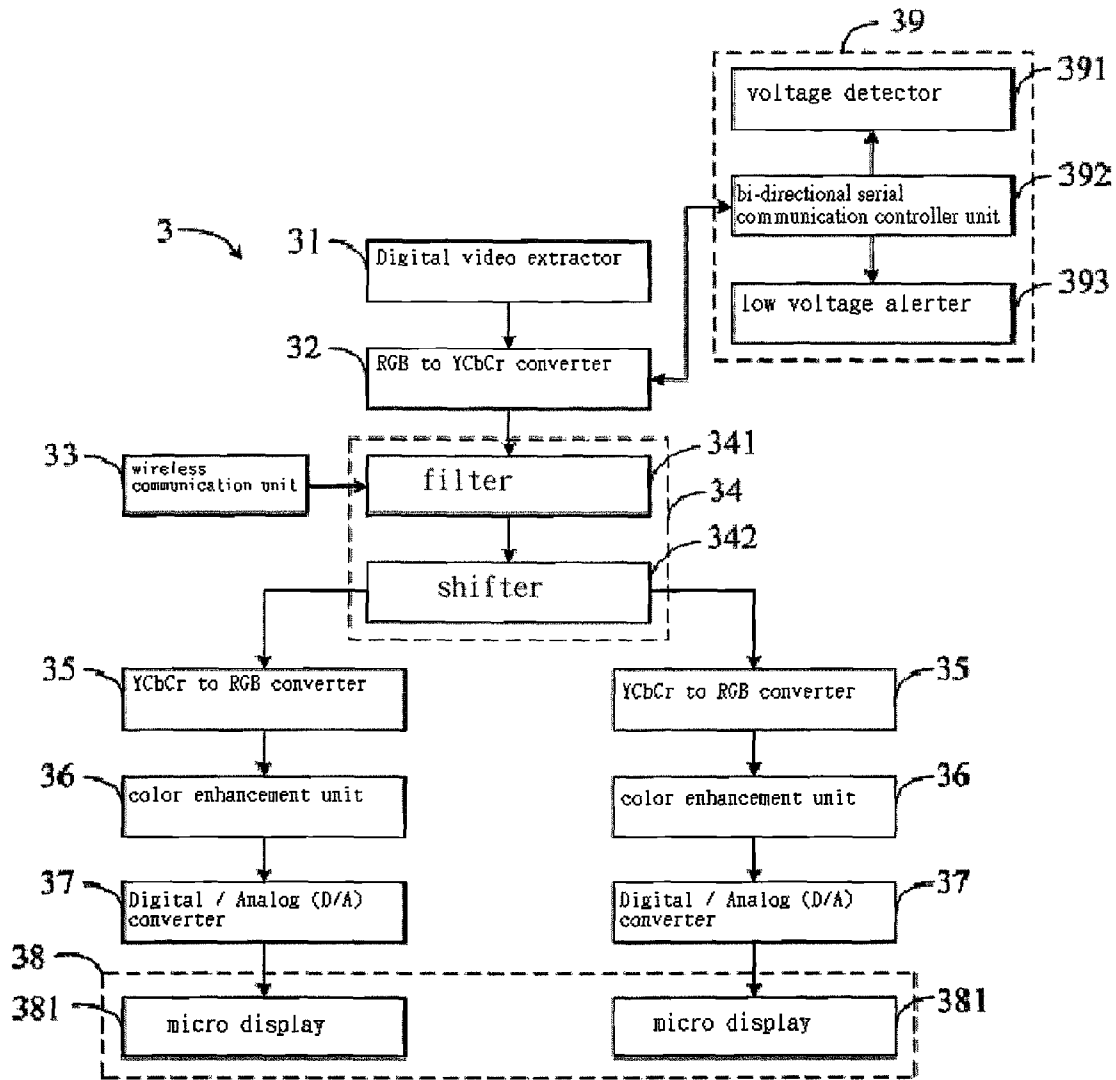 39
voltage detector
391
bi-directional serial
communication controller unit
392
low voltage alerter
393
3
31
Digital video extractor
32
RGB to YCbCr converter
33
wireless
communication unit
filter
341
34
shifter
342
35
YCbCr to RGB converter
YCbCr to RGB converter
35
36
color enhancement unit
color enhancement unit
36
37
Digital / Analog (D/A)
converter
Digital / Analog (D/A)
converter
37
38
381
micro display
micro display
381